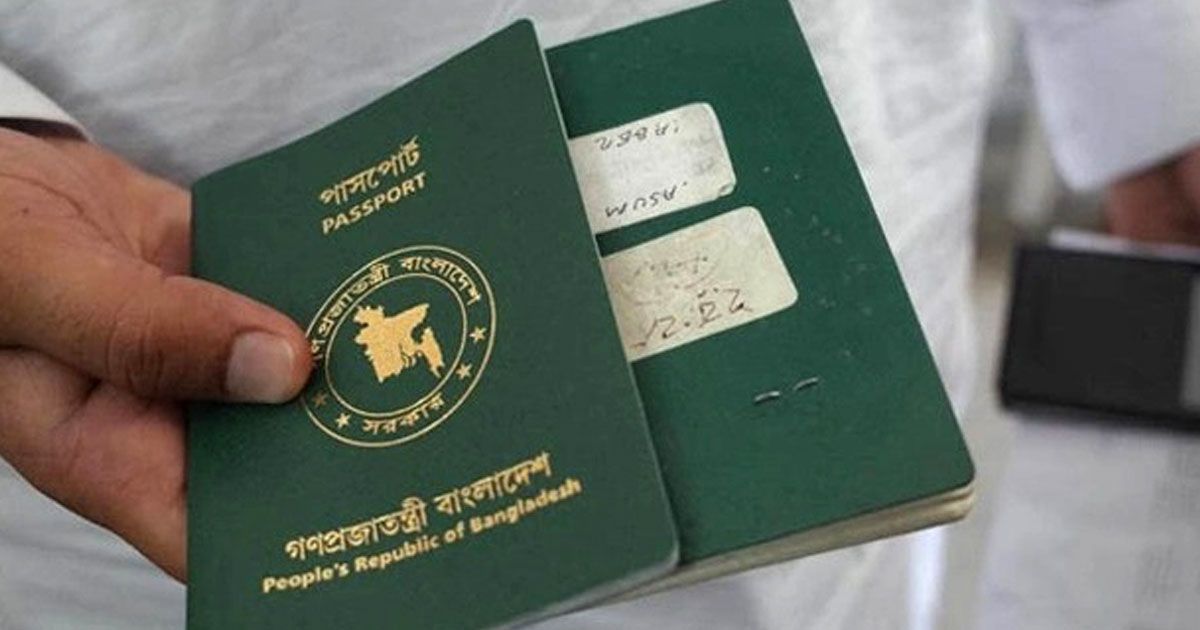 পাসপোর্ট
PASSPORT
গণপ্রজাতন্ত্রী বাংলাদেশ
সরকার
গণপ্রজাতন্ত্রী বাংলাদেশ
People's Republic of Bangladesh